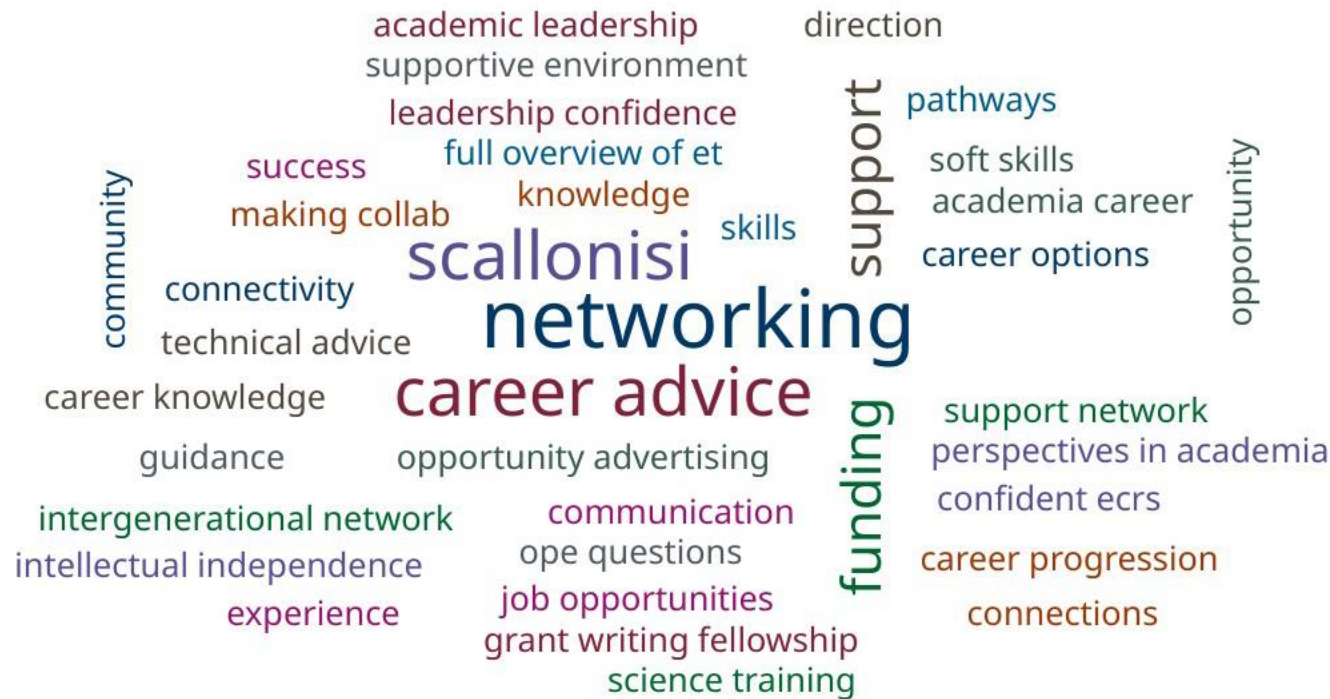 academic leadership
direction
supportive environment
leadership confidence
support
pathways
full overview of et
success
soft skills
opportunity
community
knowledge
academia career
making collab
skills
scallonisi
career options
connectivity
networking
technical advice
career advice
career knowledge
funding
support network
perspectives in academia
guidance
opportunity advertising
confident ecrs
intergenerational network
communication
ope questions
intellectual independence
career progression
job opportunities
experience
connections
grant writing fellowship
science training